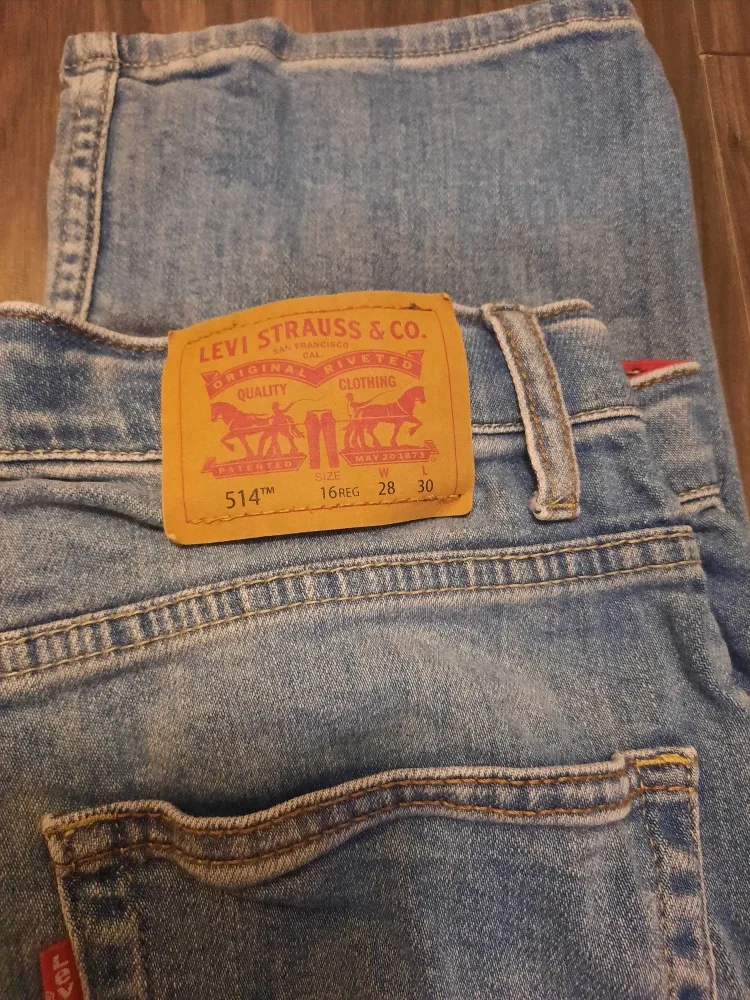 LEVI STRAUSS & CO.
SAN FRANCISCO
CAL.
ORIGINAL RIVETED
QUALITY CLOTHING
PATENTED MAY 20 1873
SIZE W L
514™ 16REG 28 30